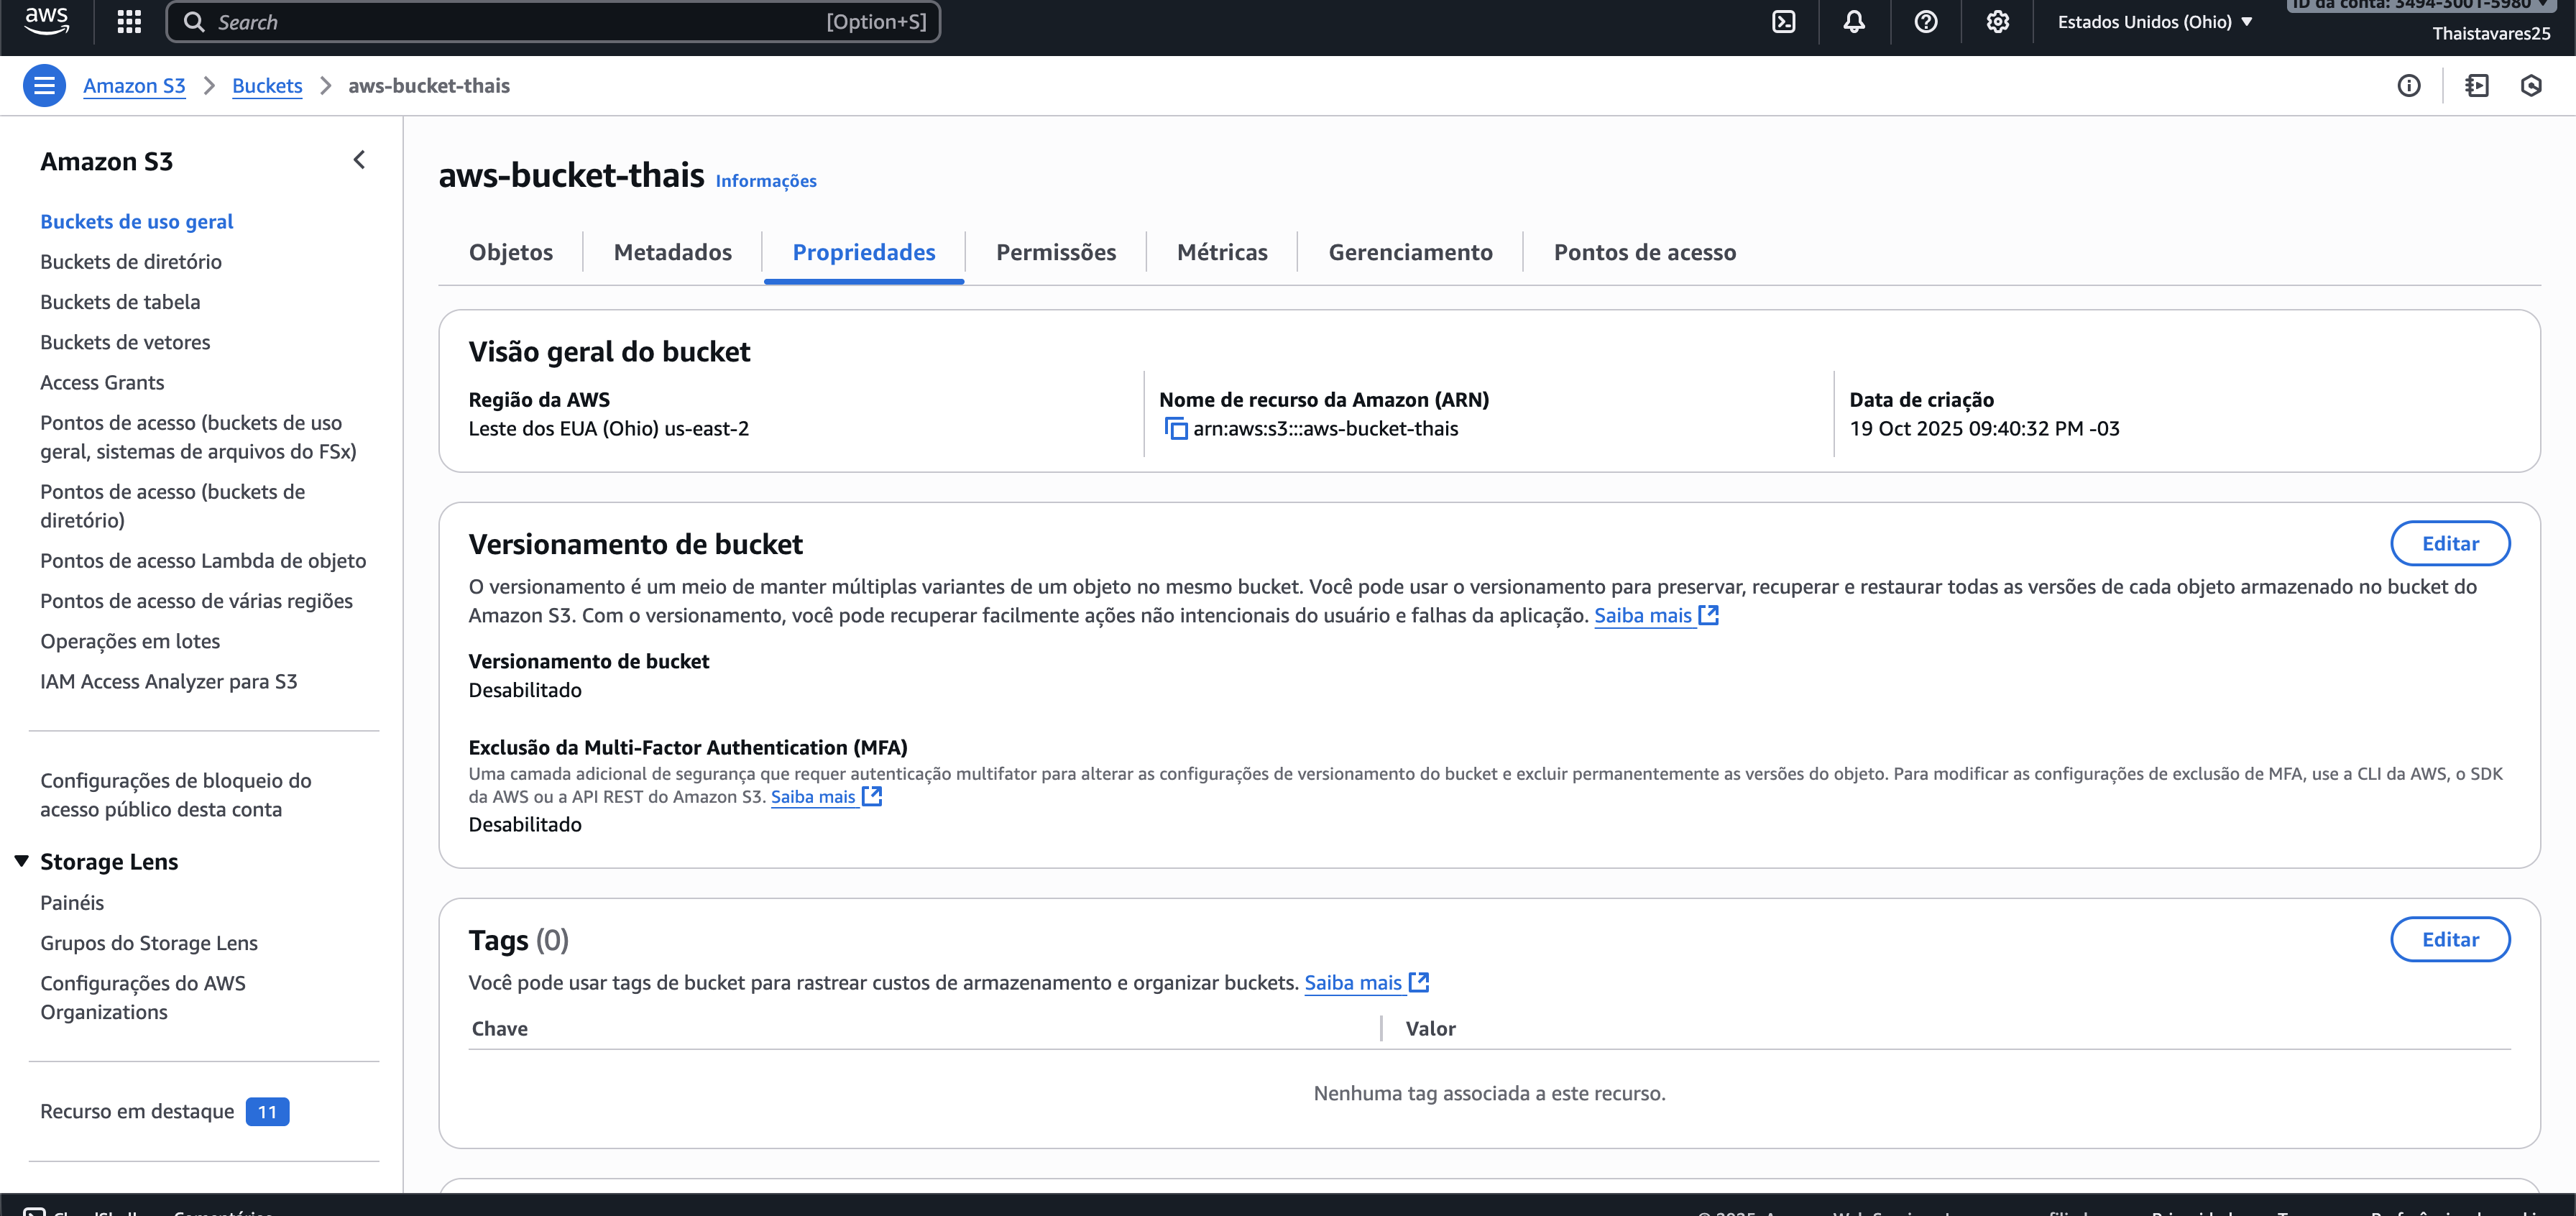 aws
Search
[Option+S]
Estados Unidos (Ohio)
ID da conta: 3494-3001-5980
Thaistavares25
Amazon S3
Buckets
aws-bucket-thais
Amazon S3
Buckets de uso geral
Buckets de diretório
Buckets de tabela
Buckets de vetores
Access Grants
Pontos de acesso (buckets de uso
geral, sistemas de arquivos do FSx)
Pontos de acesso (buckets de
diretório)
Pontos de acesso Lambda de objeto
Pontos de acesso de várias regiões
Operações em lotes
IAM Access Analyzer para S3
Configurações de bloqueio do
acesso público desta conta
Storage Lens
Painéis
Grupos do Storage Lens
Configurações do AWS
Organizations
Recurso em destaque 11
aws-bucket-thais Informações
Objetos
Metadados
Propriedades
Permissões
Métricas
Gerenciamento
Pontos de acesso
Visão geral do bucket
Região da AWS
Leste dos EUA (Ohio) us-east-2
Nome de recurso da Amazon (ARN)
arn:aws:s3:::aws-bucket-thais
Data de criação
19 Oct 2025 09:40:32 PM -03
Versionamento de bucket
Editar
O versionamento é um meio de manter múltiplas variantes de um objeto no mesmo bucket. Você pode usar o versionamento para preservar, recuperar e restaurar todas as versões de cada objeto armazenado no bucket do
Amazon S3. Com o versionamento, você pode recuperar facilmente ações não intencionais do usuário e falhas da aplicação. Saiba mais
Versionamento de bucket
Desabilitado
Exclusão da Multi-Factor Authentication (MFA)
Uma camada adicional de segurança que requer autenticação multifator para alterar as configurações de versionamento do bucket e excluir permanentemente as versões do objeto. Para modificar as configurações de exclusão de MFA, use a CLI da AWS, o SDK
da AWS ou a API REST do Amazon S3. Saiba mais
Desabilitado
Tags (0)
Editar
Você pode usar tags de bucket para rastrear custos de armazenamento e organizar buckets. Saiba mais
Chave
Valor
Nenhuma tag associada a este recurso.
CloudShell
Comentários